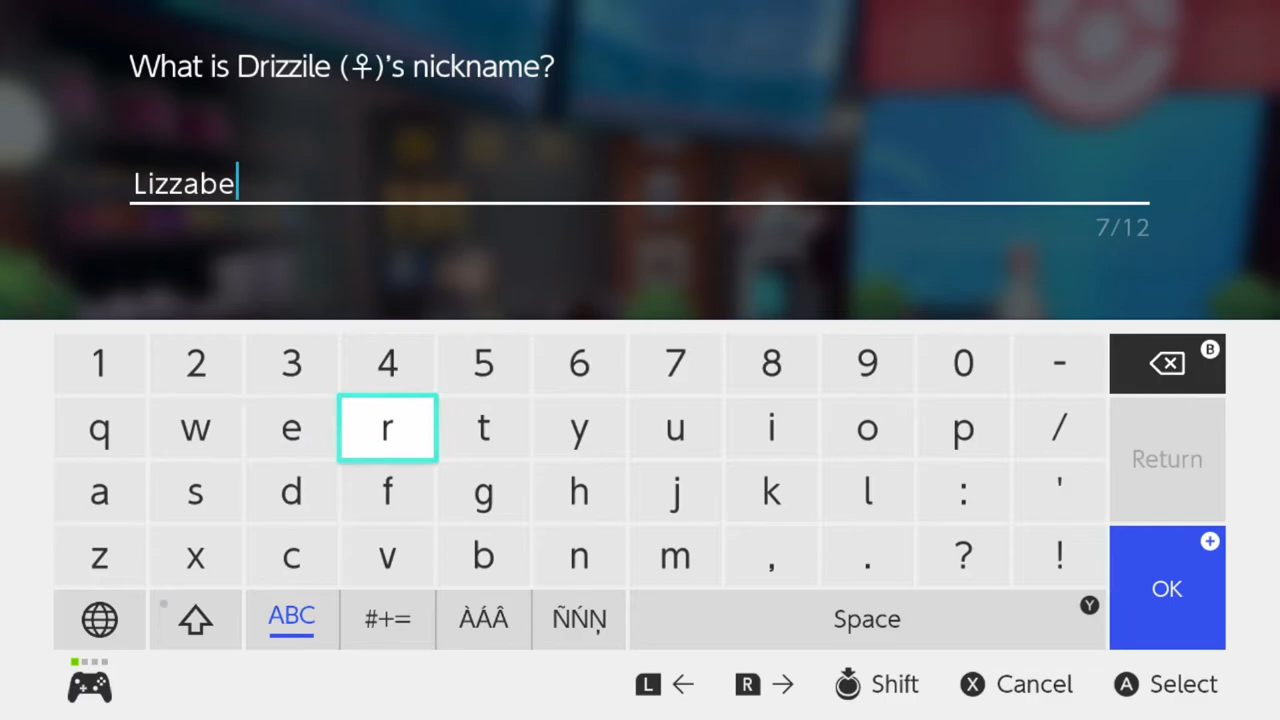 What is Drizzile (♀)'s nickname?
Lizzabe
7/12
1 2 3 4 5 6 7 8 9 0 - B
q w e r t y u i o p /
Return
a s d f g h j k l : '
z x c v b n m , . ? ! +
OK
ABC #+= ÀÁÂ ÑŃŅ Space Y
L ← R → Shift X Cancel A Select